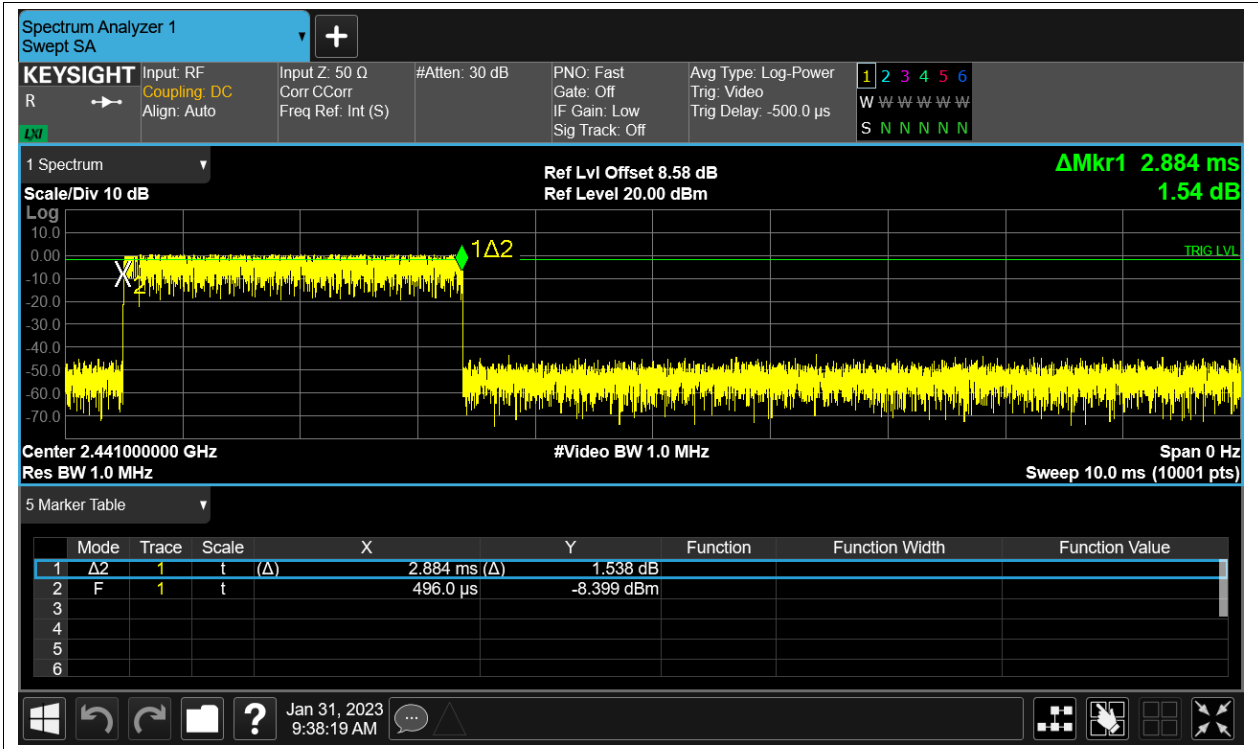 Spectrum Analyzer 1
Swept SA
KEYSIGHT
R
LXI
Input: RF
Coupling: DC
Align: Auto
Input Z: 50 Ω
Corr CCorr
Freq Ref: Int (S)
#Atten: 30 dB
PNO: Fast
Gate: Off
IF Gain: Low
Sig Track: Off
Avg Type: Log-Power
Trig: Video
Trig Delay: -500.0 µs
1 2 3 4 5 6
W W W W W W
S N N N N N
1 Spectrum
Scale/Div 10 dB
Ref Lvl Offset 8.58 dB
Ref Level 20.00 dBm
ΔMkr1 2.884 ms
1.54 dB
Log
10.0
0.00
-10.0
-20.0
-30.0
-40.0
-50.0
-60.0
-70.0
X2
1Δ2
TRIG LVL
Center 2.441000000 GHz
#Video BW 1.0 MHz
Span 0 Hz
Res BW 1.0 MHz
Sweep 10.0 ms (10001 pts)
5 Marker Table
Mode Trace Scale X Y Function Function Width Function Value
1 Δ2 1 t (Δ) 2.884 ms (Δ) 1.538 dB
2 F 1 t 496.0 µs -8.399 dBm
3
4
5
6
?
Jan 31, 2023
9:38:19 AM